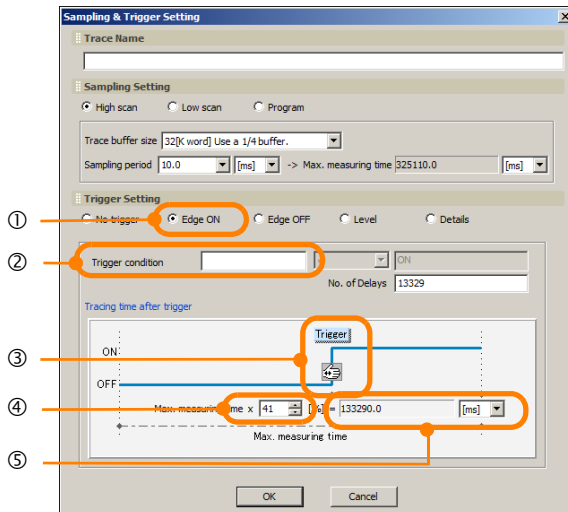 Sampling & Trigger Setting
Trace Name
Sampling Setting
High scan Low scan Program
Trace buffer size 32[K word] Use a 1/4 buffer.
Sampling period 10.0 [ms] -> Max. measuring time 325110.0 [ms]
Trigger Setting
① No trigger Edge ON Edge OFF Level Details
② Trigger condition ON
No. of Delays 13329
Tracing time after trigger
Trigger
③ ON
OFF
④ Max. measuring time x 41 [%] = 133290.0 [ms]
Max. measuring time
⑤
OK Cancel